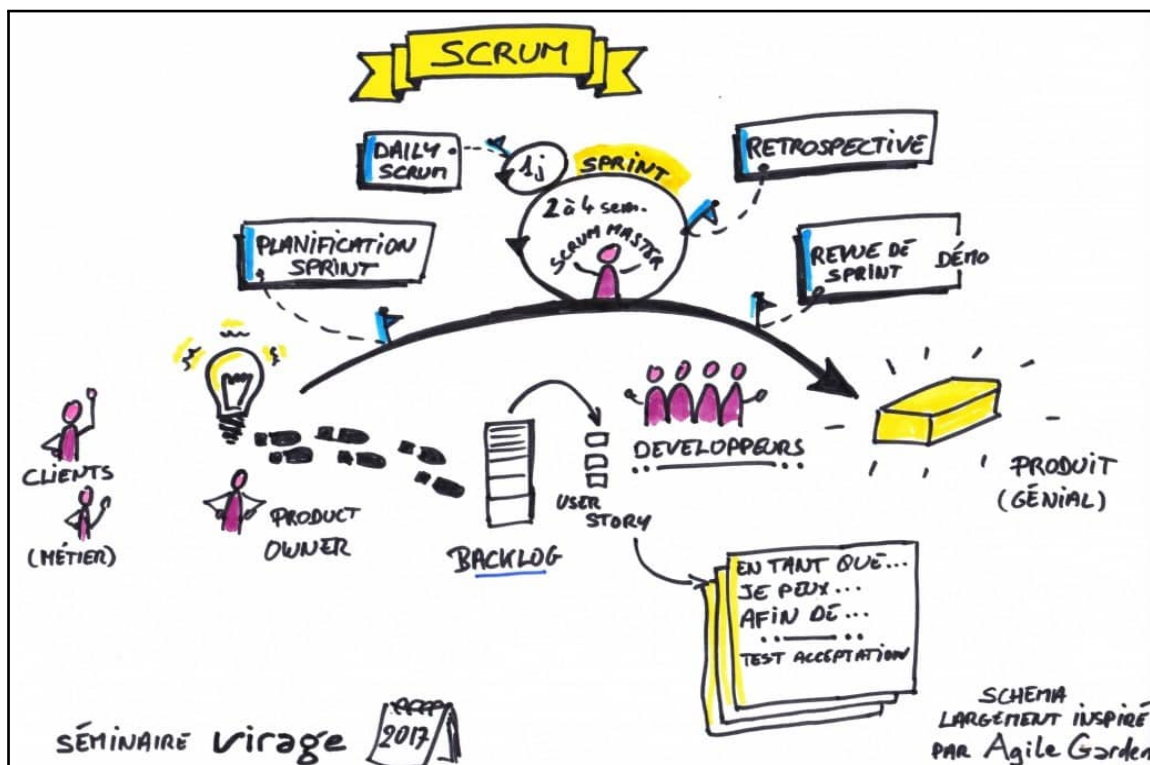 SCRUM
DAILY
SCRUM
1j
SPRINT
2 à 4 sem.
SCRUM MASTER
RETROSPECTIVE
PLANIFICATION
SPRINT
REVUE DE
SPRINT
DÉMO
CLIENTS
(MÉTIER)
PRODUCT
OWNER
BACKLOG
USER
STORY
DEVELOPPEURS
PRODUIT
(GÉNIAL)
EN TANT QUE...
JE PEUX...
AFIN DE...
TEST ACCEPTATION
SÉMINAIRE virage 2017
SCHEMA
LARGEMENT INSPIRÉ
PAR Agile Garden